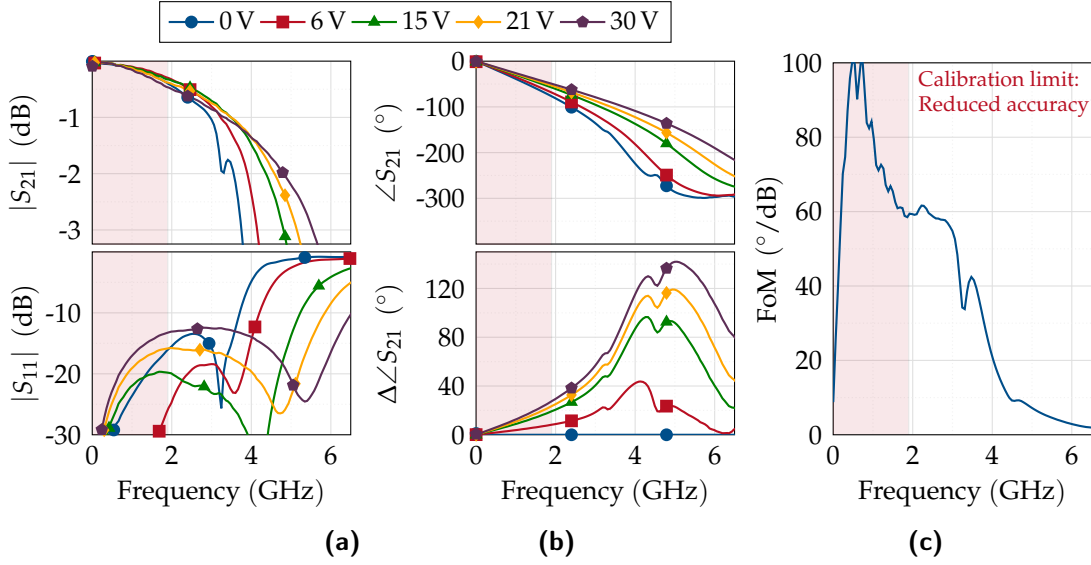 0 V 6 V 15 V 21 V 30 V
|S21| (dB)
-1
-2
-3
|S11| (dB)
-10
-20
-30
0 2 4 6
Frequency (GHz)
(a)
∠S21 (°)
0
-100
-200
-300
Δ∠S21 (°)
120
80
40
0
0 2 4 6
Frequency (GHz)
(b)
FoM (°/dB)
100
80
60
40
20
0
0 2 4 6
Frequency (GHz)
Calibration limit:
Reduced accuracy
(c)